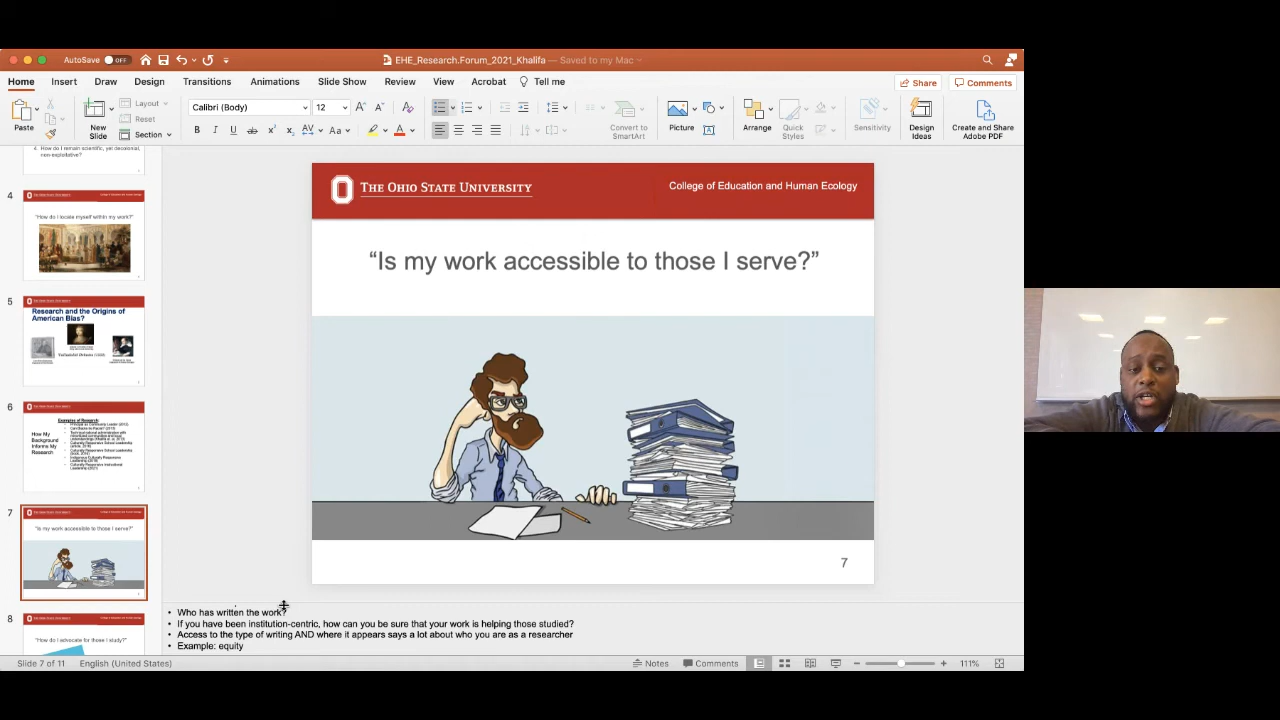 AutoSave OFF
EHE_Research.Forum_2021_Khalifa — Saved to my Mac
Home Insert Draw Design Transitions Animations Slide Show Review View Acrobat Tell me
Share Comments
Paste
New Slide
Layout
Reset
Section
Calibri (Body) 12
Convert to SmartArt
Picture
Arrange
Quick Styles
Sensitivity
Design Ideas
Create and Share Adobe PDF
4. How do I remain scientific, yet decolonial, non-exploitative?
4
"How do I locate myself within my work?"
5
Research and the Origins of
American Bias?
6
How My
Background
Informs My
Research
Examples of Research:
7
"Is my work accessible to those I serve?"
8
"How do I advocate for those I study?"
THE OHIO STATE UNIVERSITY
College of Education and Human Ecology
“Is my work accessible to those I serve?”
7
• Who has written the work?
• If you have been institution-centric, how can you be sure that your work is helping those studied?
• Access to the type of writing AND where it appears says a lot about who you are as a researcher
• Example: equity
Slide 7 of 11 English (United States) Notes Comments 111%